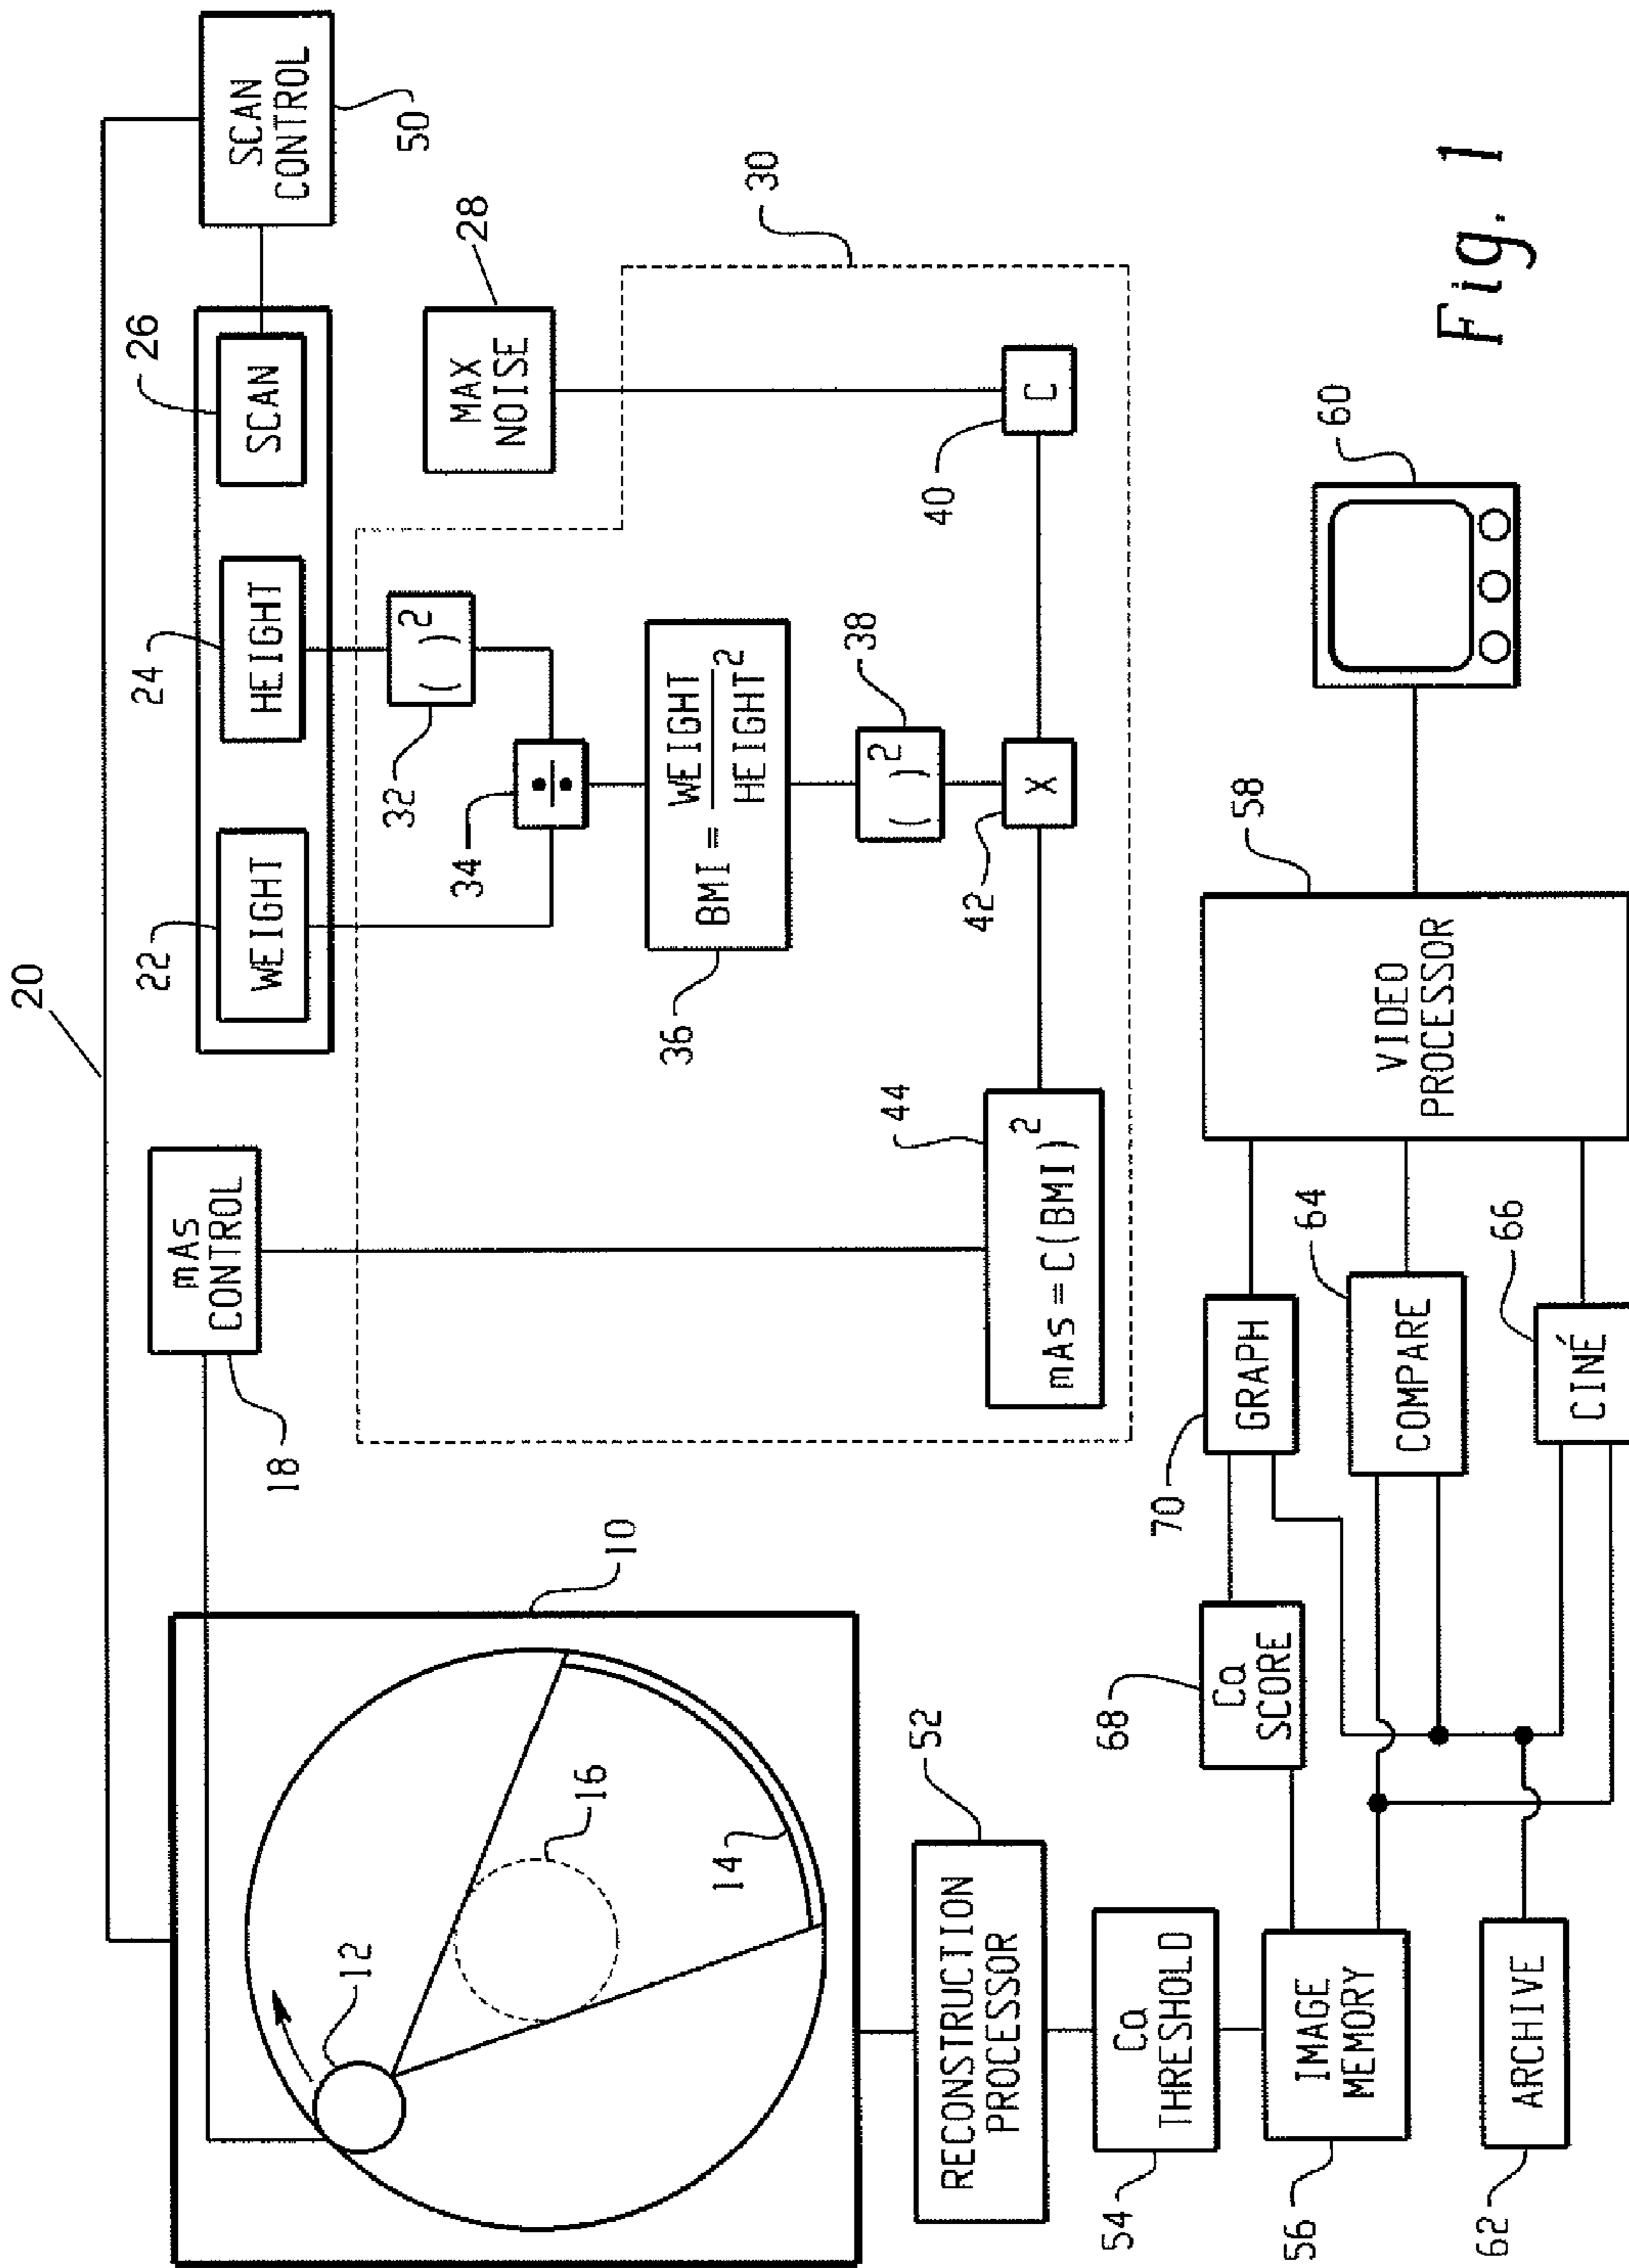 20
SCAN
CONTROL
50
mAs
CONTROL
18
22
WEIGHT
24
HEIGHT
26
SCAN
MAX
NOISE
28
30
32
( )2
34
÷
36
BMI = WEIGHT
HEIGHT2
38
( )2
40
C
42
X
44
mAs = C(BMI)2
10
12
14
16
52
RECONSTRUCTION
PROCESSOR
54
Ca
THRESHOLD
56
IMAGE
MEMORY
62
ARCHIVE
68
Ca
SCORE
70
GRAPH
64
COMPARE
66
CINÉ
58
VIDEO
PROCESSOR
60
Fig. 1